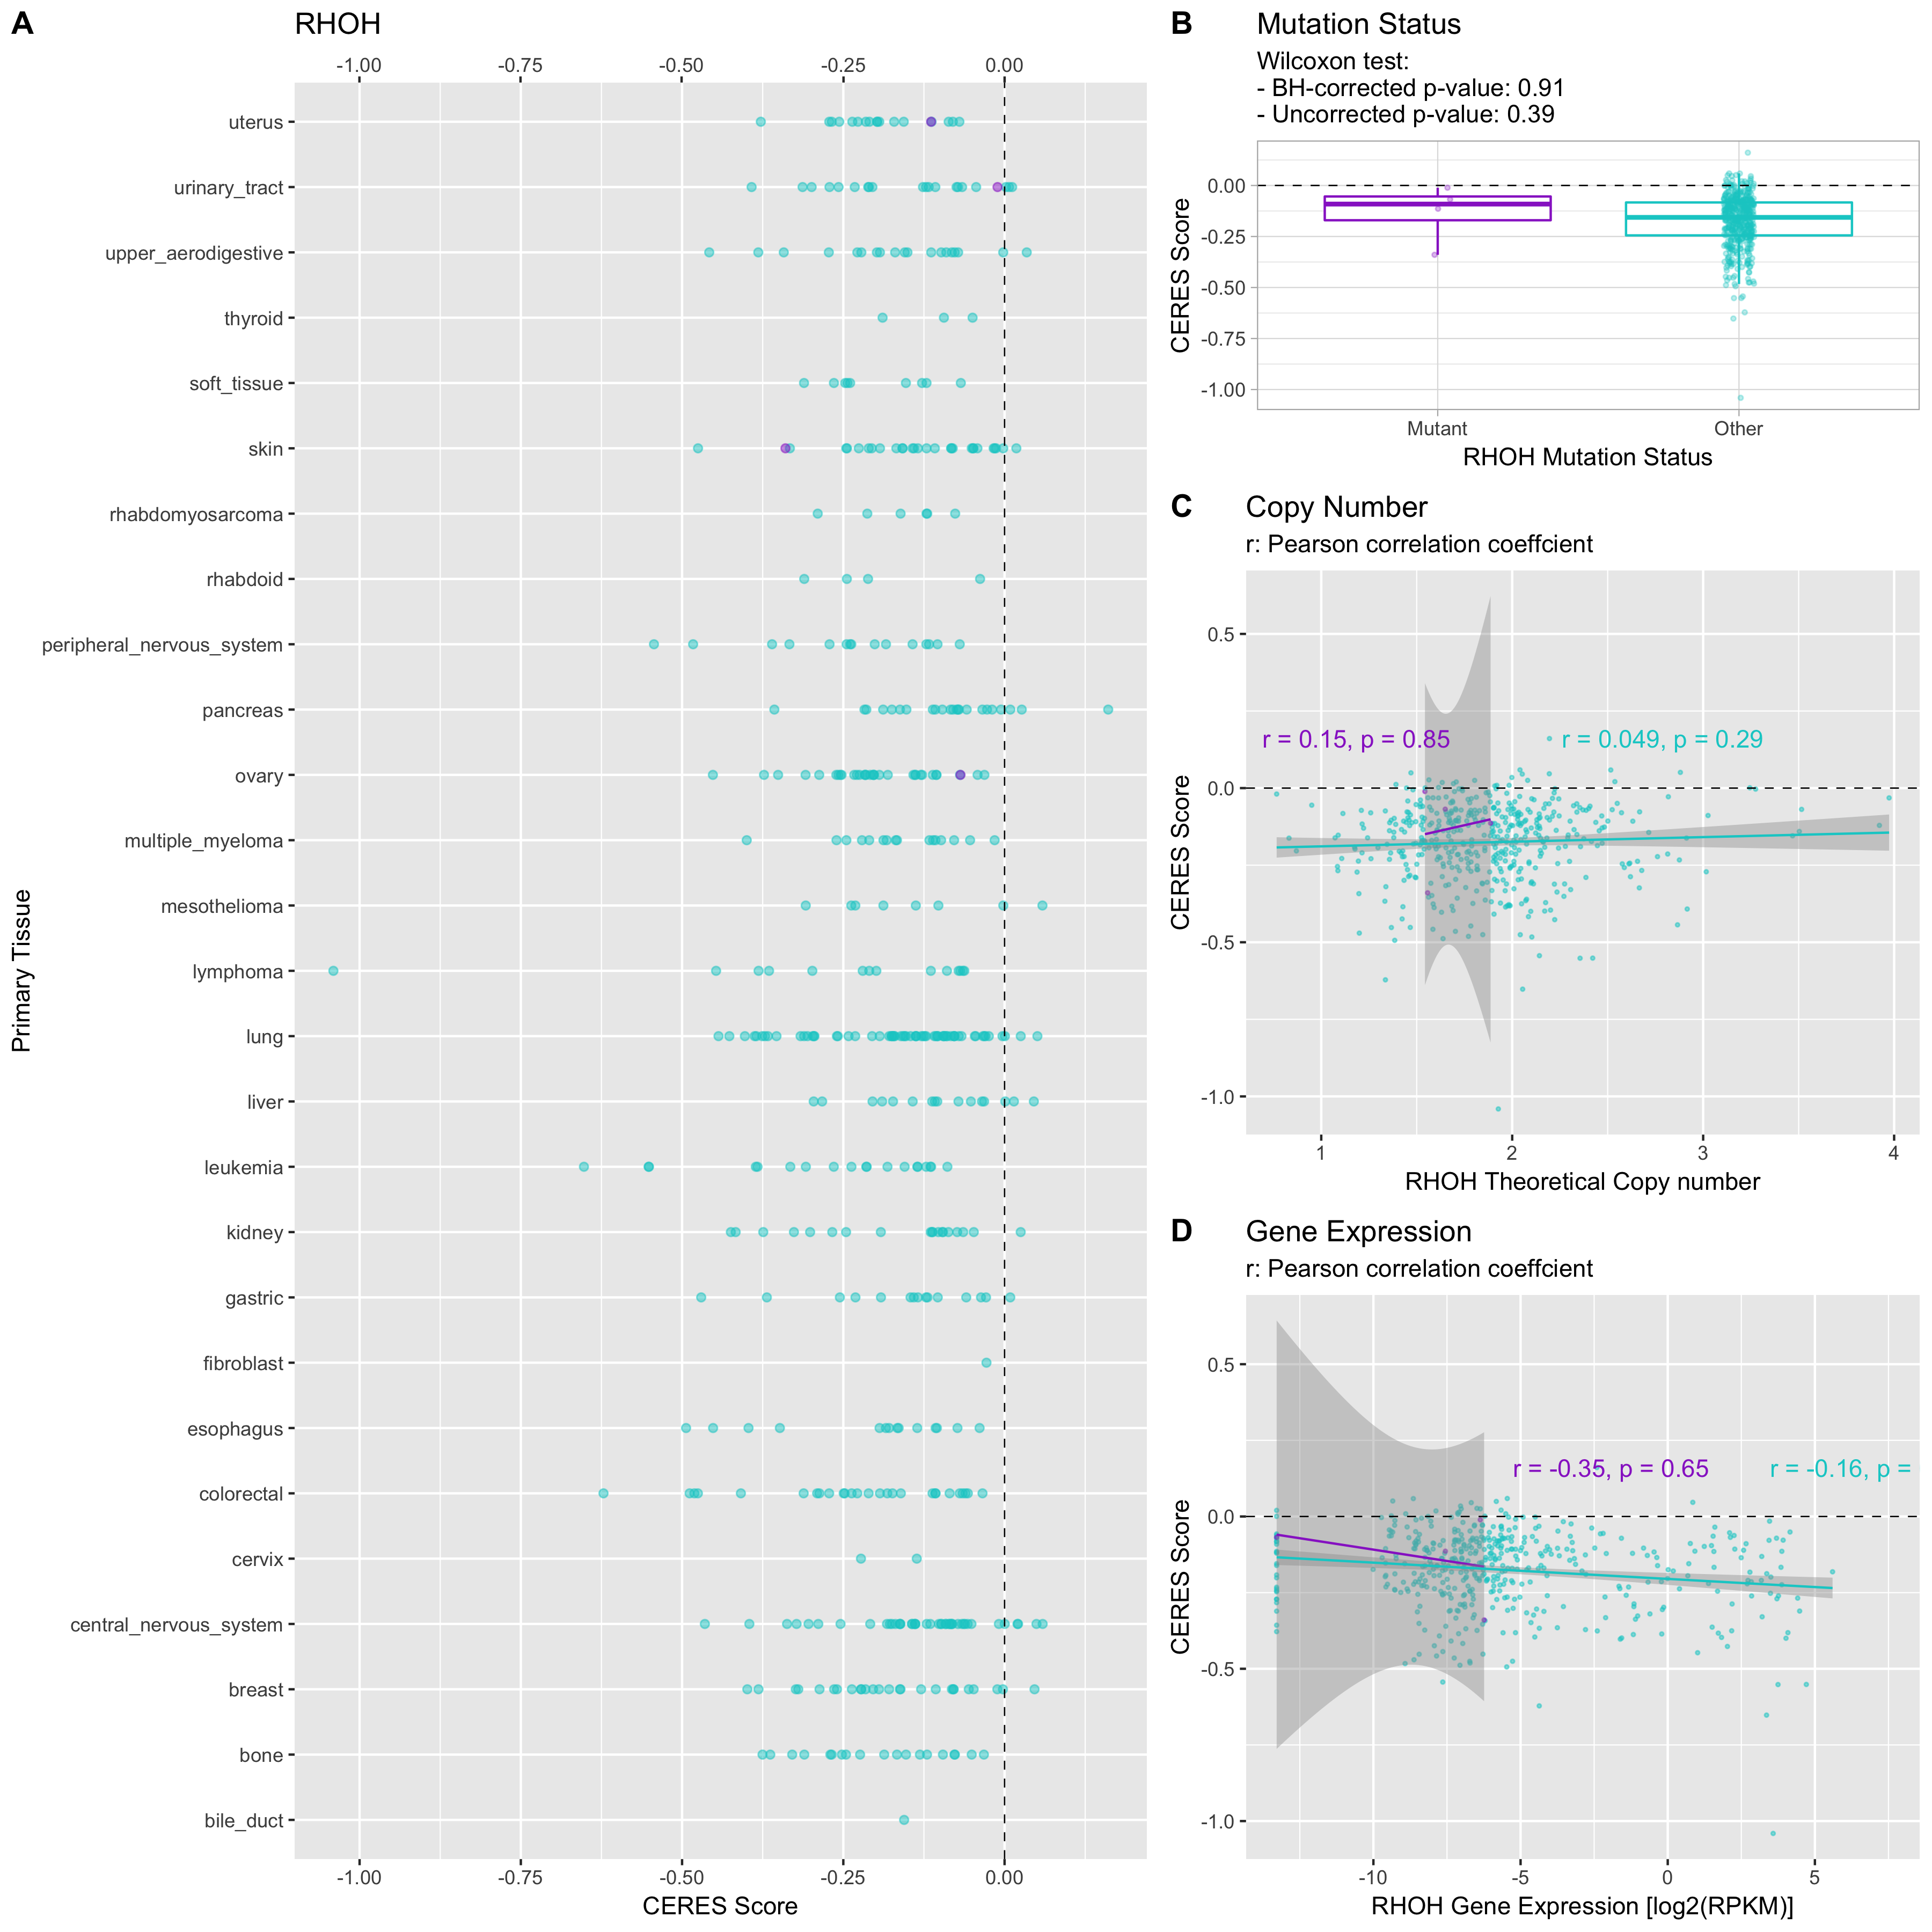 A
RHOH
-1.00 -0.75 -0.50 -0.25 0.00
Primary Tissue
uterus
urinary_tract
upper_aerodigestive
thyroid
soft_tissue
skin
rhabdomyosarcoma
rhabdoid
peripheral_nervous_system
pancreas
ovary
multiple_myeloma
mesothelioma
lymphoma
lung
liver
leukemia
kidney
gastric
fibroblast
esophagus
colorectal
cervix
central_nervous_system
breast
bone
bile_duct
-1.00 -0.75 -0.50 -0.25 0.00
CERES Score
B
Mutation Status
Wilcoxon test:
- BH-corrected p-value: 0.91
- Uncorrected p-value: 0.39
CERES Score
0.00
-0.25
-0.50
-0.75
-1.00
Mutant Other
RHOH Mutation Status
C
Copy Number
r: Pearson correlation coeffcient
CERES Score
0.5
0.0
-0.5
-1.0
r = 0.15, p = 0.85 r = 0.049, p = 0.29
1 2 3 4
RHOH Theoretical Copy number
D
Gene Expression
r: Pearson correlation coeffcient
CERES Score
0.5
0.0
-0.5
-1.0
r = -0.35, p = 0.65 r = -0.16, p =
-10 -5 0 5
RHOH Gene Expression [log2(RPKM)]